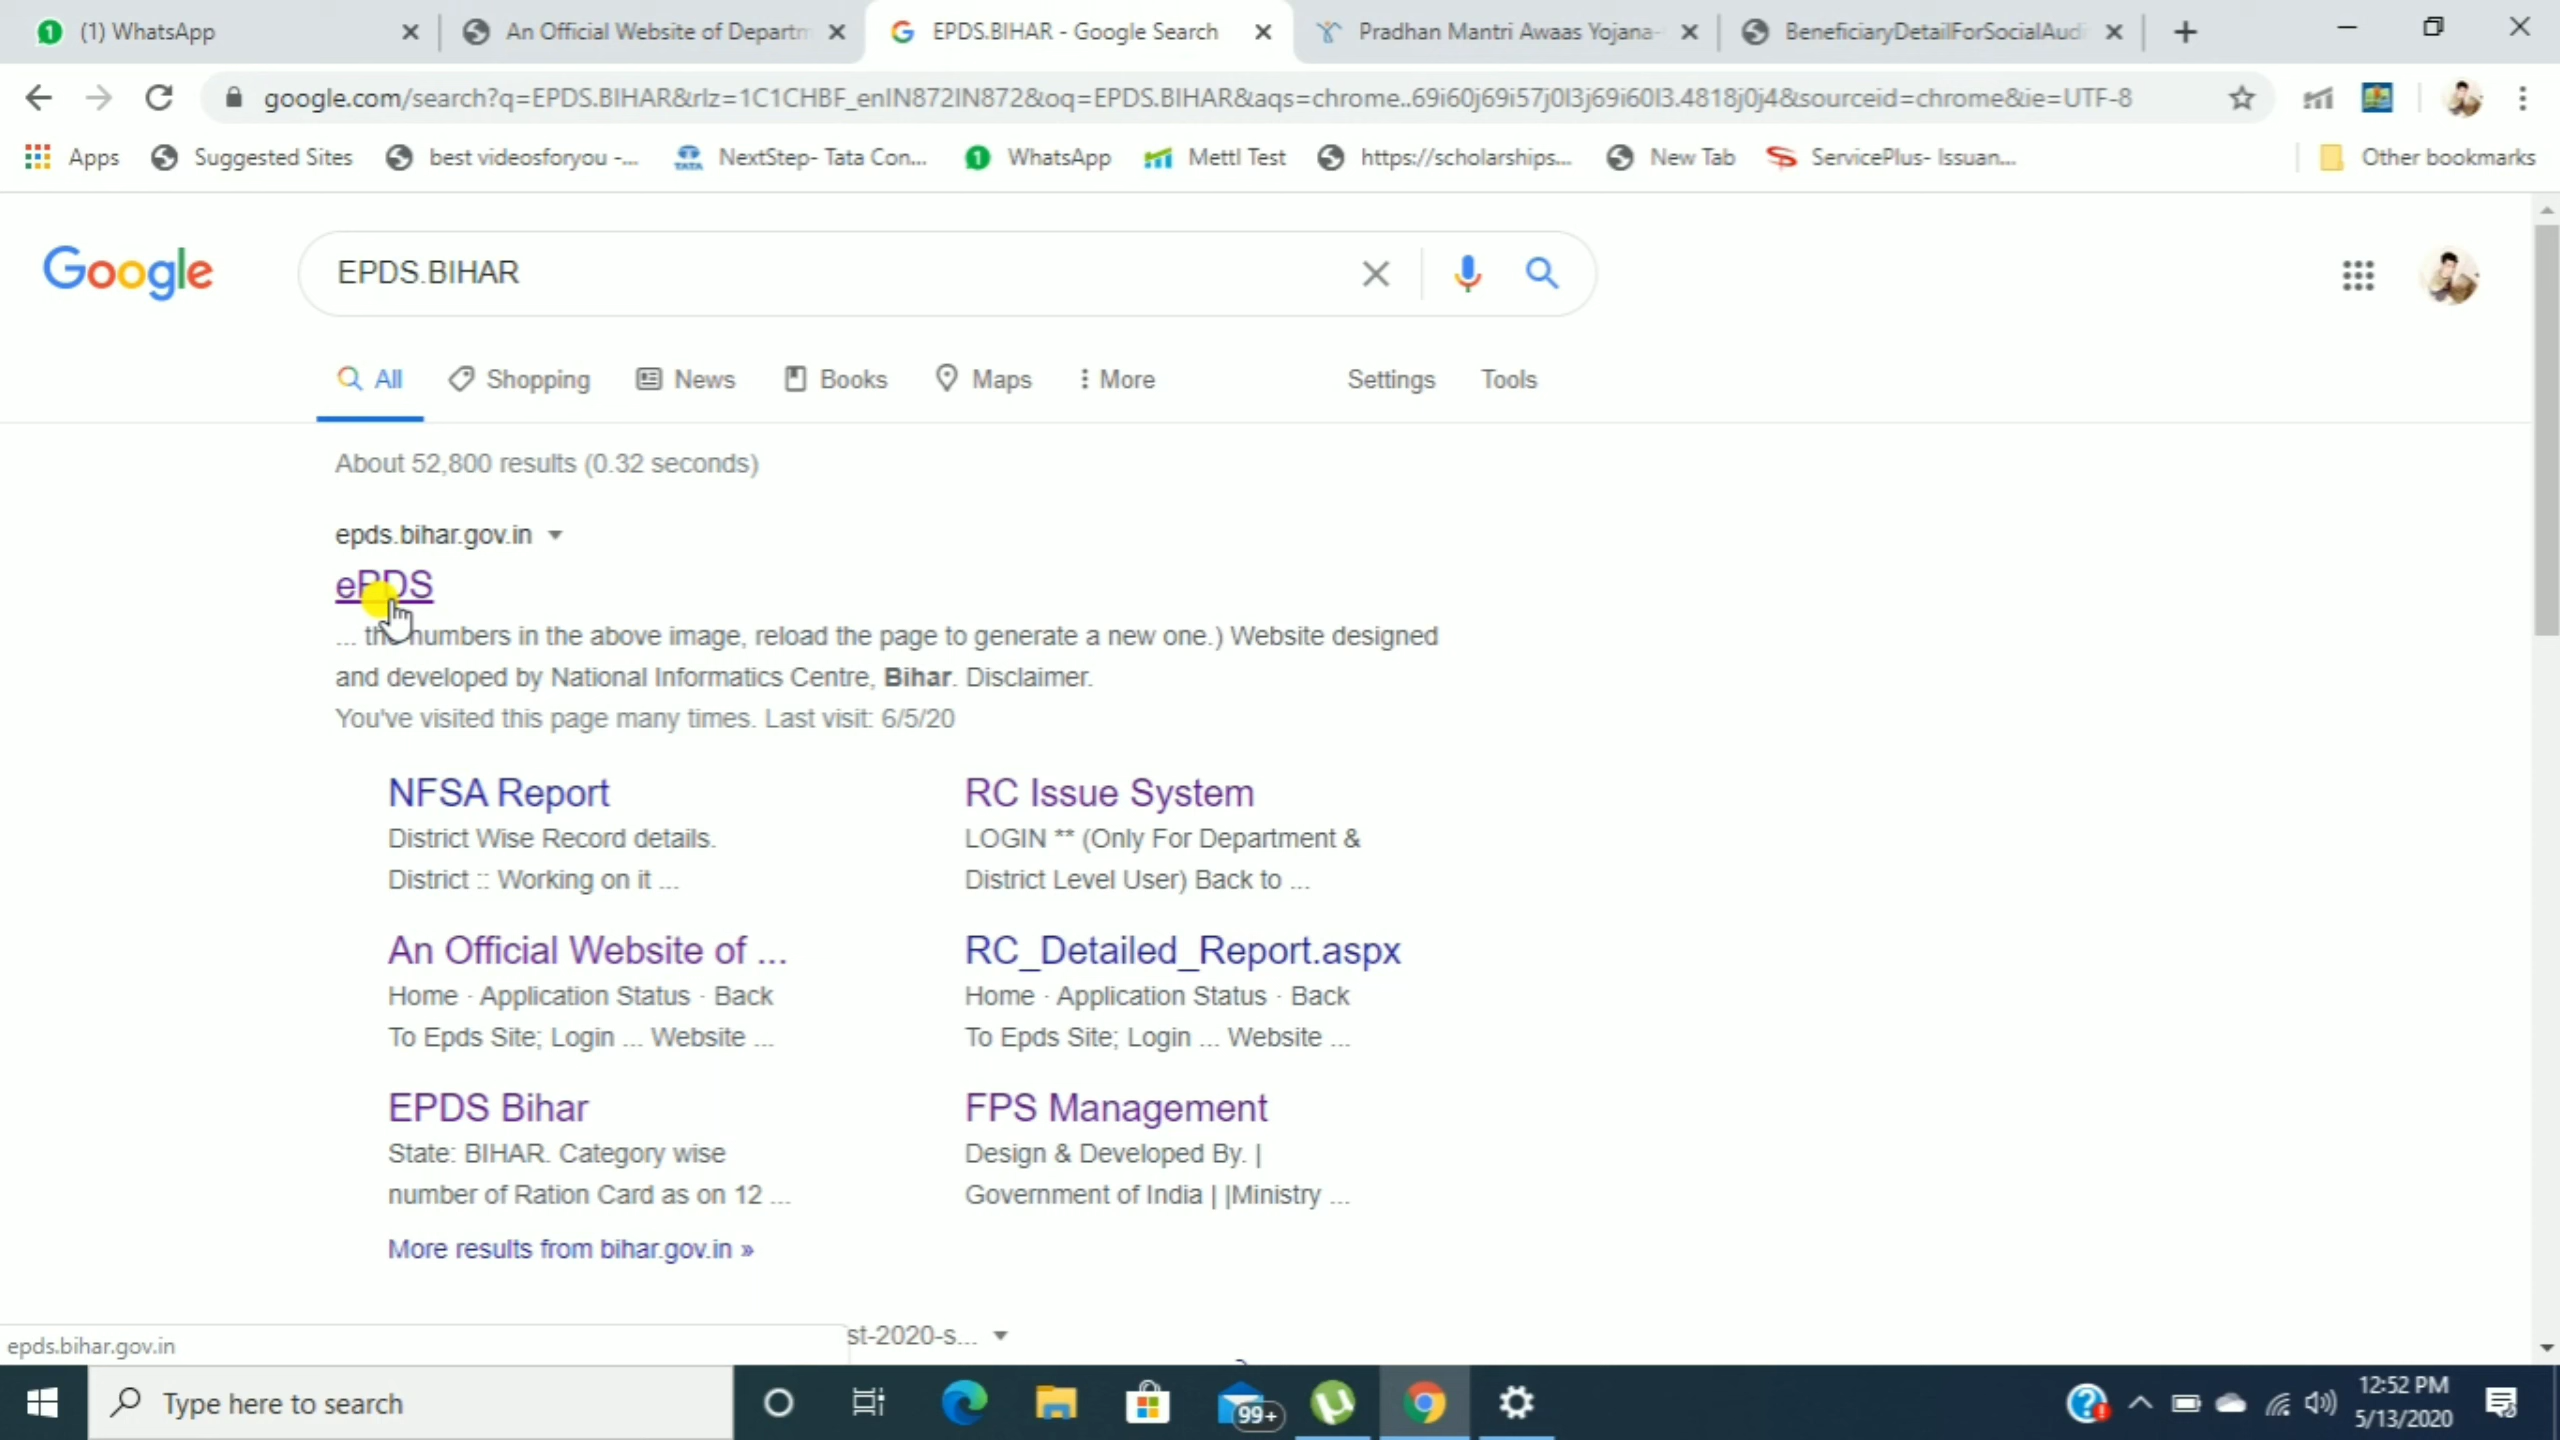 (1) WhatsApp
An Official Website of Departm
EPDS.BIHAR - Google Search
Pradhan Mantri Awaas Yojana-
BeneficiaryDetailForSocialAudi
google.com/search?q=EPDS.BIHAR&rlz=1C1CHBF_enIN872IN872&oq=EPDS.BIHAR&aqs=chrome..69i60j69i57j0l3j69i60l3.4818j0j4&sourceid=chrome&ie=UTF-8
Apps
Suggested Sites
best videosforyou -...
TATA
NextStep- Tata Con...
WhatsApp
Mettl Test
https://scholarships...
New Tab
ServicePlus- Issuan...
Other bookmarks
Google
EPDS.BIHAR
All
Shopping
News
Books
Maps
More
Settings
Tools
About 52,800 results (0.32 seconds)
epds.bihar.gov.in
ePDS
... the numbers in the above image, reload the page to generate a new one.) Website designed
and developed by National Informatics Centre, Bihar. Disclaimer.
You've visited this page many times. Last visit: 6/5/20
NFSA Report
District Wise Record details.
District :: Working on it ...
RC Issue System
LOGIN ** (Only For Department &
District Level User) Back to ...
An Official Website of ...
Home · Application Status · Back
To Epds Site; Login ... Website ...
RC_Detailed_Report.aspx
Home · Application Status · Back
To Epds Site; Login ... Website ...
EPDS Bihar
State: BIHAR. Category wise
number of Ration Card as on 12 ...
FPS Management
Design & Developed By. |
Government of India | |Ministry ...
More results from bihar.gov.in »
st-2020-s...
epds.bihar.gov.in
Type here to search
99+
12:52 PM
5/13/2020